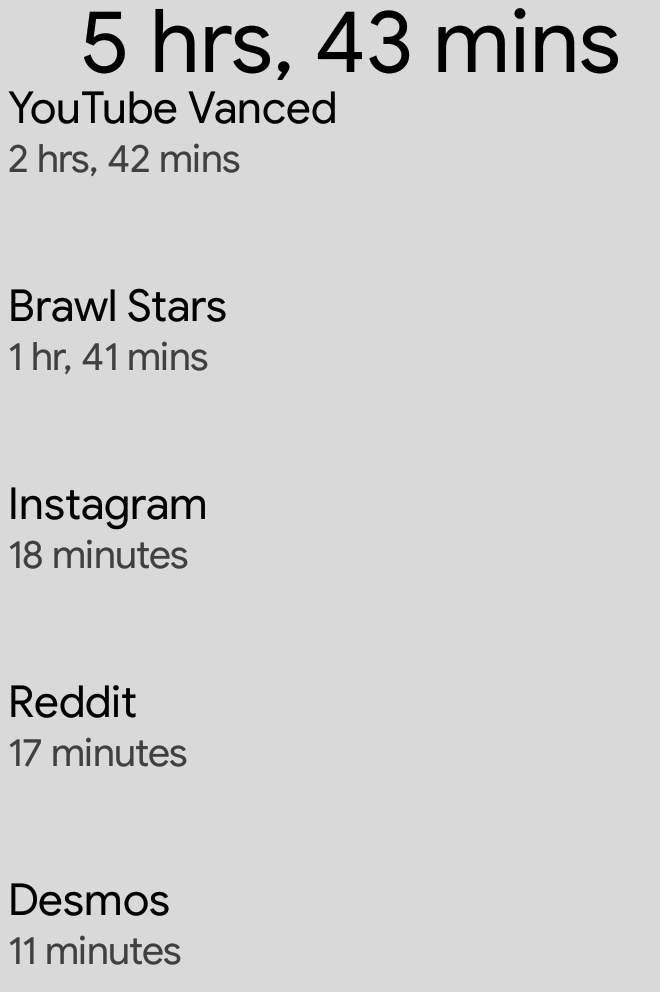 5 hrs, 43 mins
YouTube Vanced
2 hrs, 42 mins
Brawl Stars
1 hr, 41 mins
Instagram
18 minutes
Reddit
17 minutes
Desmos
11 minutes